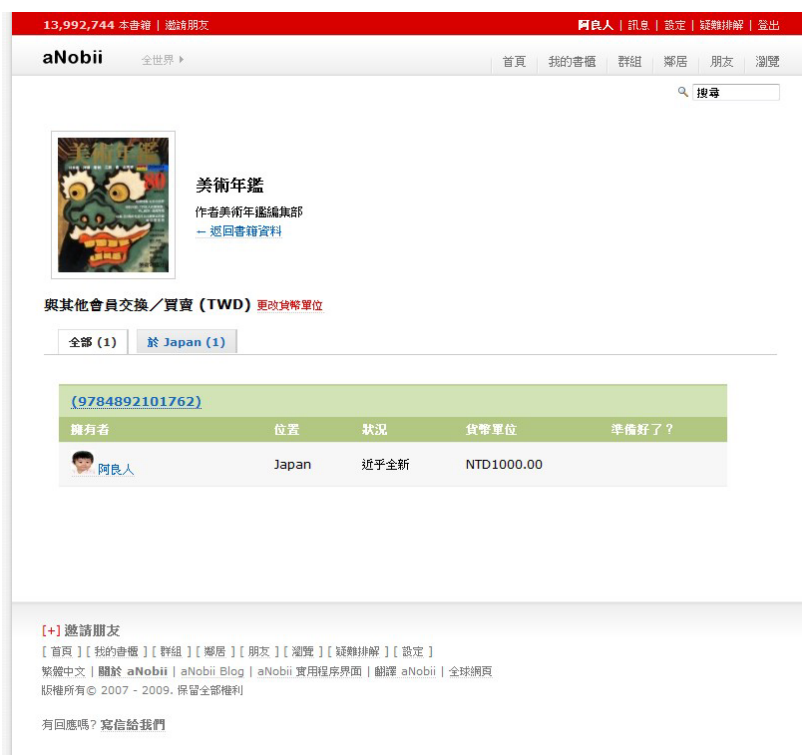 13,992,744 本書籍 | 邀請朋友
阿良人 | 訊息 | 設定 | 疑難排解 | 登出
aNobii 全世界
首頁 我的書櫃 群組 鄰居 朋友 瀏覽
搜尋
美術年鑑
80
美術年鑑
作者美術年鑑編集部
← 返回書籍資料
與其他會員交換／買賣 (TWD) 更改貨幣單位
全部 (1) 於 Japan (1)
(9784892101762)
擁有者 位置 狀況 貨幣單位 準備好了？
阿良人 Japan 近乎全新 NTD1000.00
[+] 邀請朋友
[ 首頁 ] [ 我的書櫃 ] [ 群組 ] [ 鄰居 ] [ 朋友 ] [ 瀏覽 ] [ 疑難排解 ] [ 設定 ]
繁體中文 | 關於 aNobii | aNobii Blog | aNobii 實用程序界面 | 翻譯 aNobii | 全球網頁
版權所有© 2007 - 2009. 保留全部權利
有回應嗎? 寫信給我們